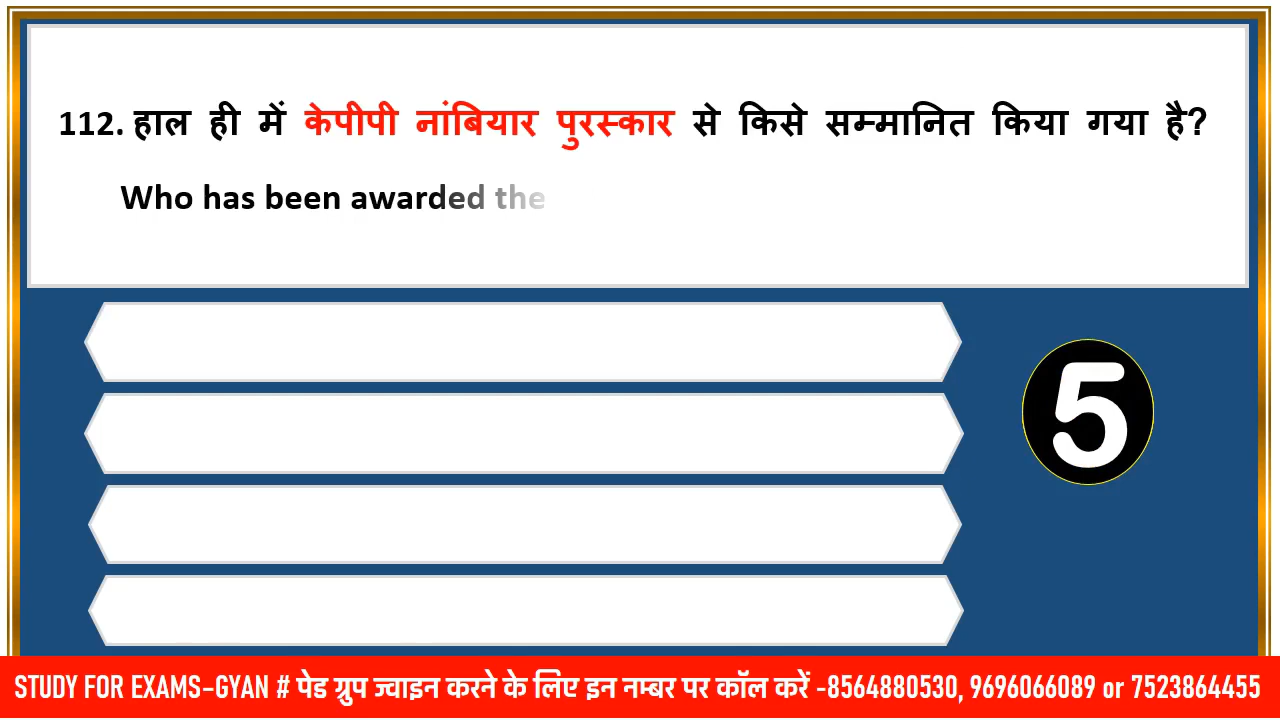 112. हाल ही में केपीपी नांबियार पुरस्कार से किसे सम्मानित किया गया है?
Who has been awarded the
5
STUDY FOR EXAMS-GYAN # पेड ग्रुप ज्वाइन करने के लिए इन नम्बर पर कॉल करें -8564880530, 9696066089 or 7523864455